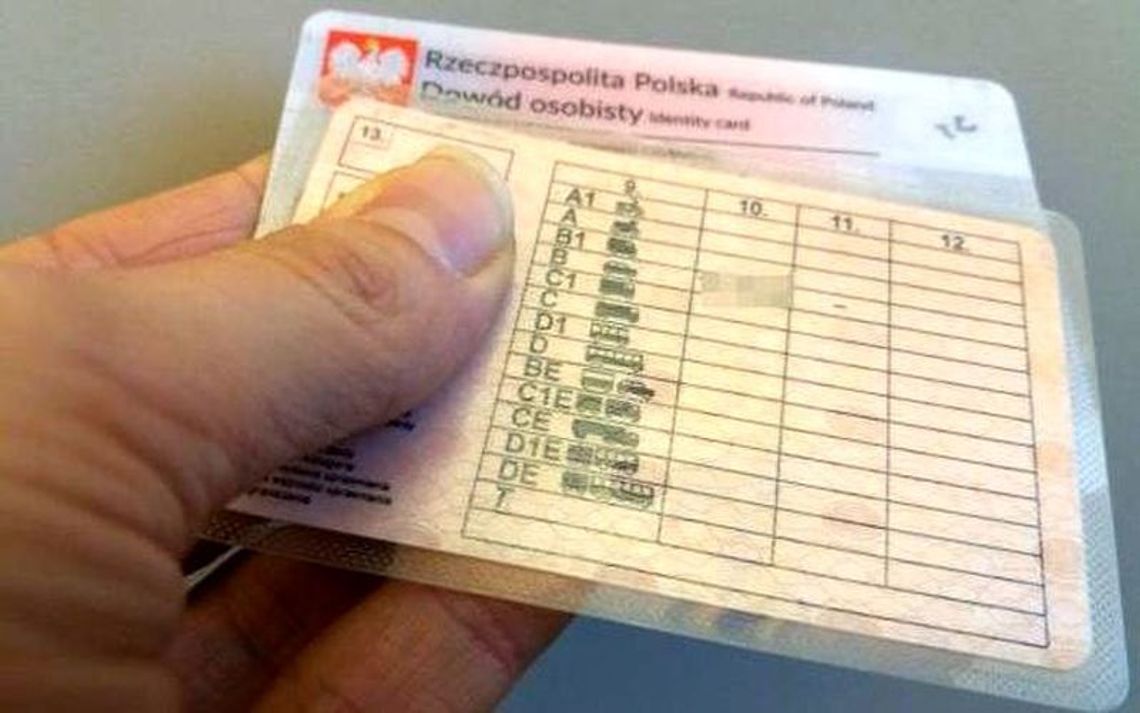 Rzeczpospolita Polska Republic of Poland
Dowód osobisty Identity card
13.
9. 10. 11. 12.
A1
A
B1
B
C1
C
D1
D
BE
C1E
CE
D1E
DE
T